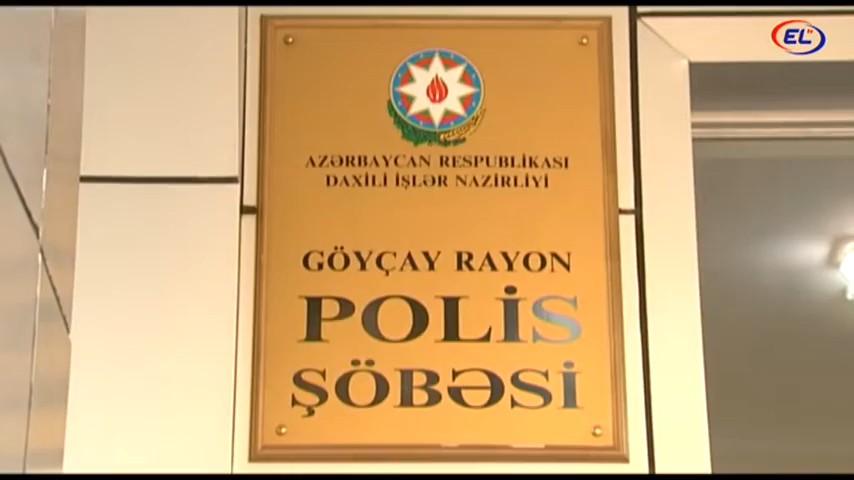 EL
AZƏRBAYCAN RESPUBLİKASI
DAXİLİ İŞLƏR NAZİRLİYİ
GÖYÇAY RAYON
POLİS
ŞÖBƏSİ